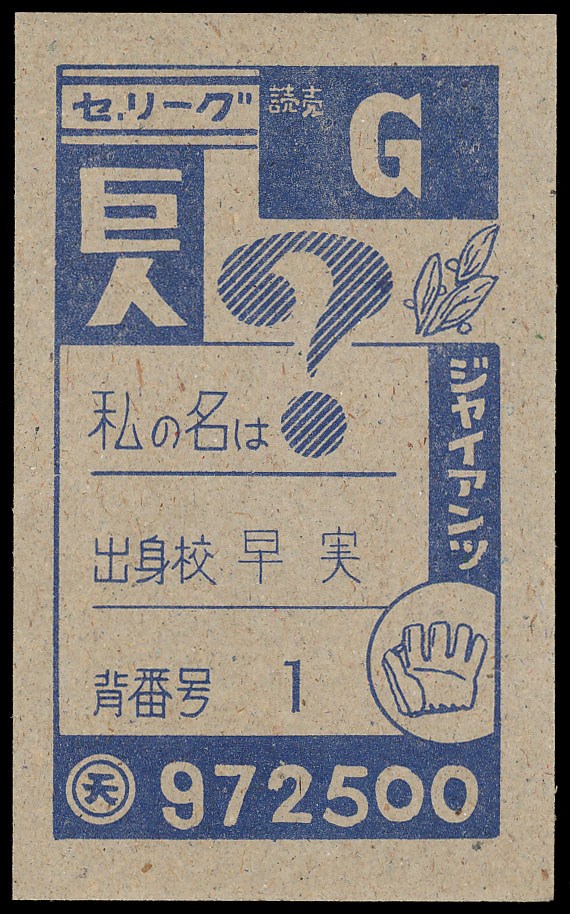 セ.リーグ
読売
G
巨人
?
私の名は
ジャイアンツ
出身校 早実
背番号 1
天 972500